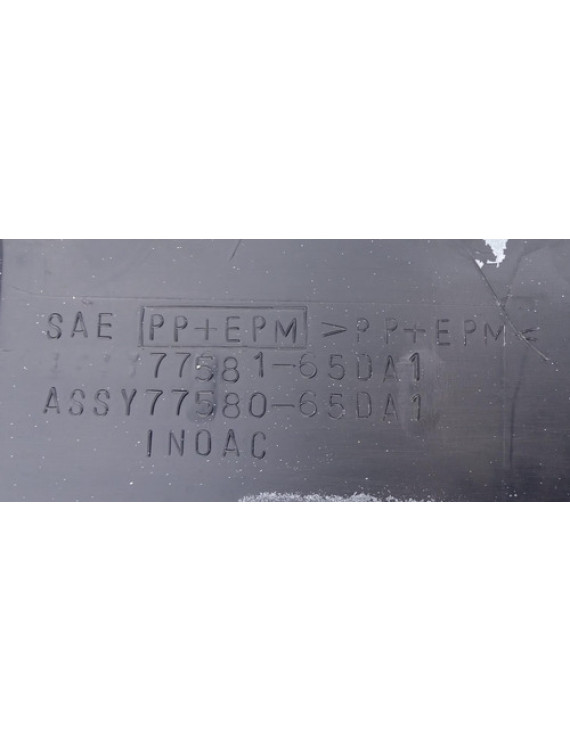 SAE PP+EPM >PP+EPM<
77581-65DA1
ASSY77580-65DA1
INOAC